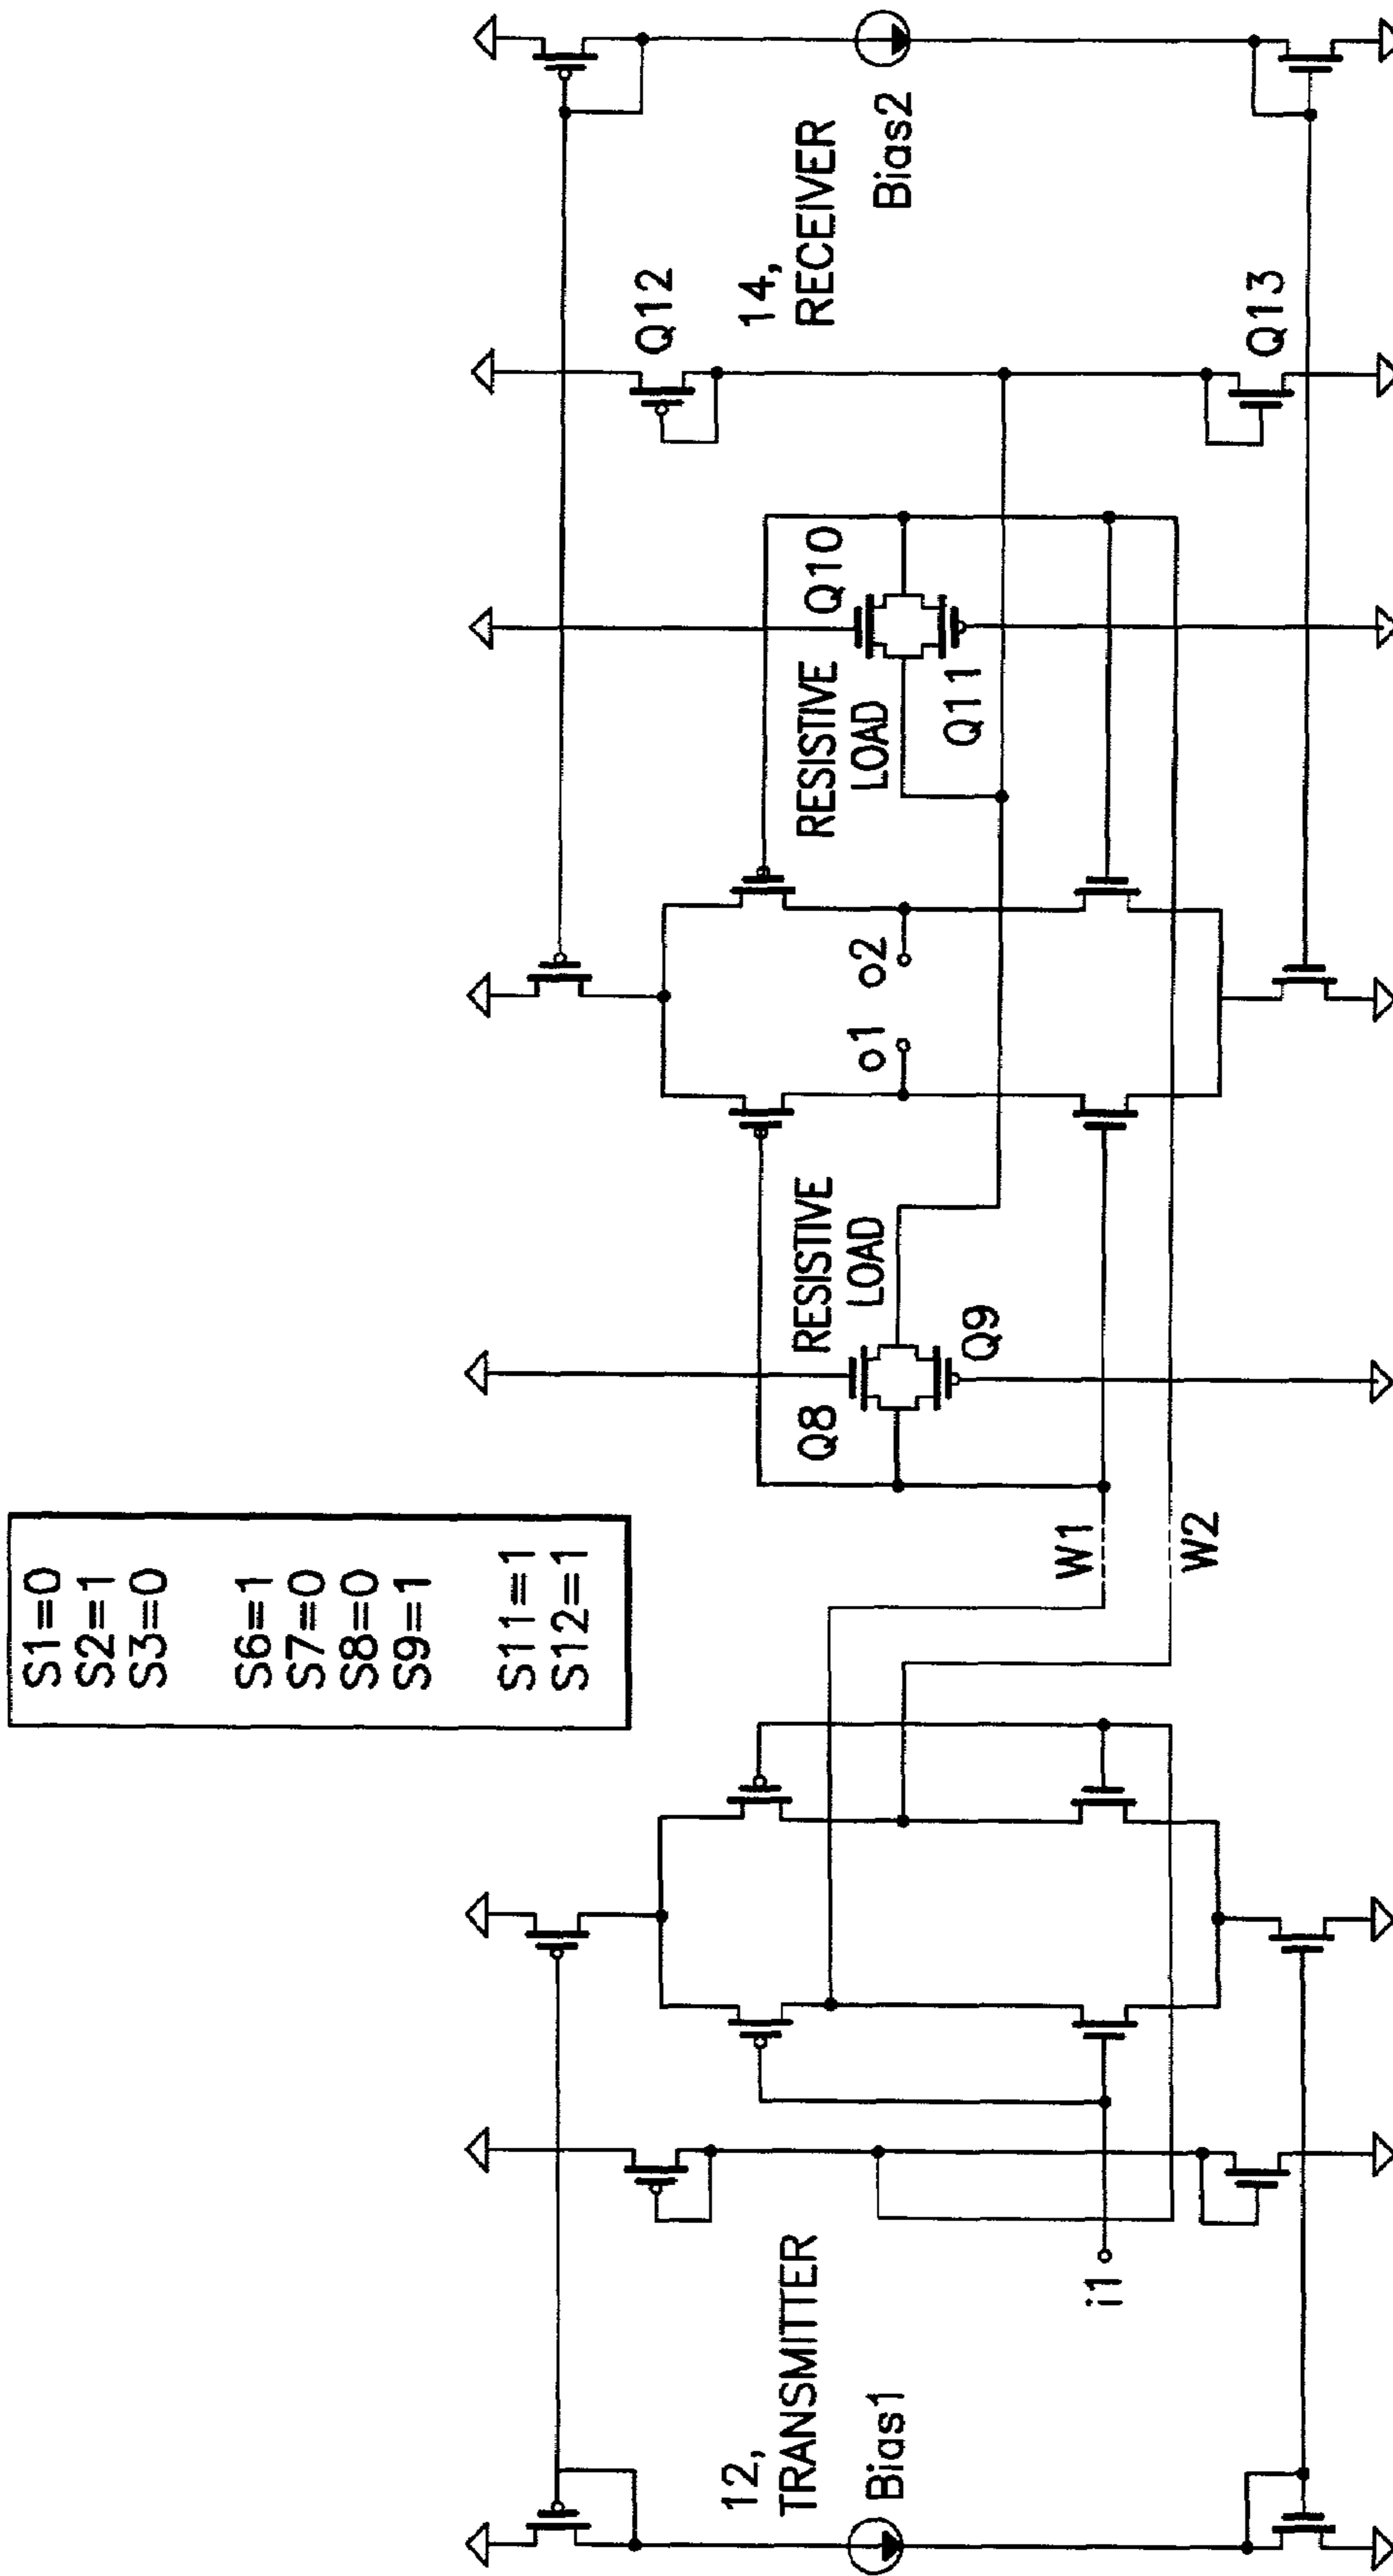 S1=0
S2=1
S3=0
S6=1
S7=0
S8=0
S9=1
S11=1
S12=1
12,
TRANSMITTER
Bias1
i1
W1
W2
Q8
RESISTIVE
LOAD
Q9
o1
o2
RESISTIVE
LOAD
Q10
Q11
Q12
14,
RECEIVER
Q13
Bias2